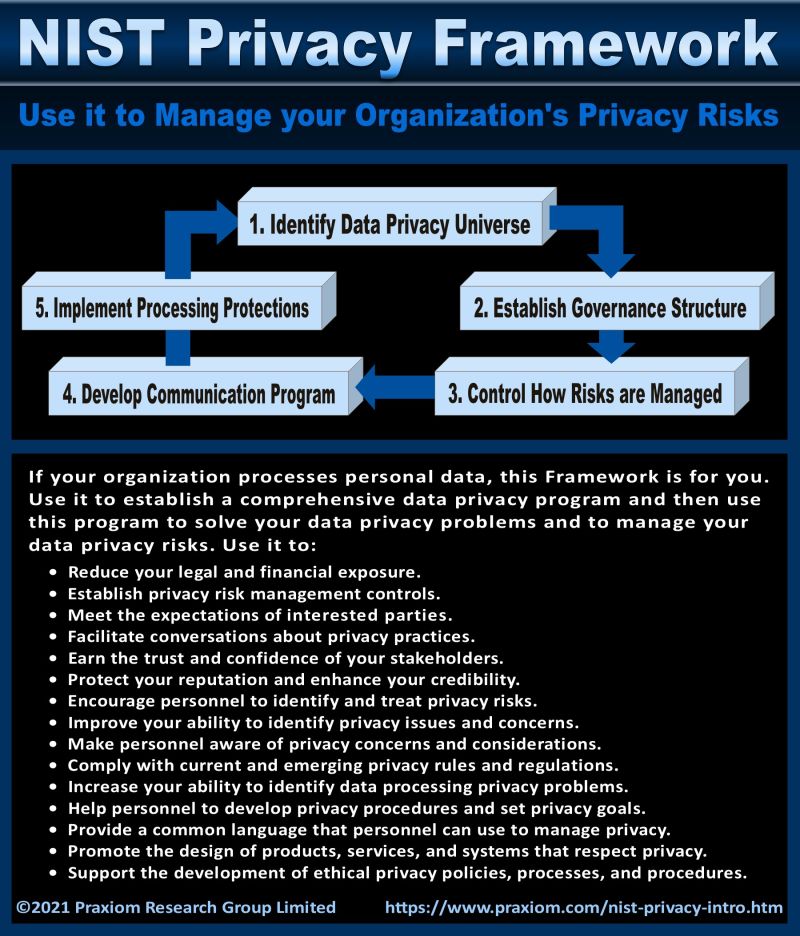 NIST Privacy Framework
Use it to Manage your Organization's Privacy Risks
1. Identify Data Privacy Universe
2. Establish Governance Structure
3. Control How Risks are Managed
4. Develop Communication Program
5. Implement Processing Protections
If your organization processes personal data, this Framework is for you.
Use it to establish a comprehensive data privacy program and then use
this program to solve your data privacy problems and to manage your
data privacy risks. Use it to:
• Reduce your legal and financial exposure.
• Establish privacy risk management controls.
• Meet the expectations of interested parties.
• Facilitate conversations about privacy practices.
• Earn the trust and confidence of your stakeholders.
• Protect your reputation and enhance your credibility.
• Encourage personnel to identify and treat privacy risks.
• Improve your ability to identify privacy issues and concerns.
• Make personnel aware of privacy concerns and considerations.
• Comply with current and emerging privacy rules and regulations.
• Increase your ability to identify data processing privacy problems.
• Help personnel to develop privacy procedures and set privacy goals.
• Provide a common language that personnel can use to manage privacy.
• Promote the design of products, services, and systems that respect privacy.
• Support the development of ethical privacy policies, processes, and procedures.
©2021 Praxiom Research Group Limited https://www.praxiom.com/nist-privacy-intro.htm